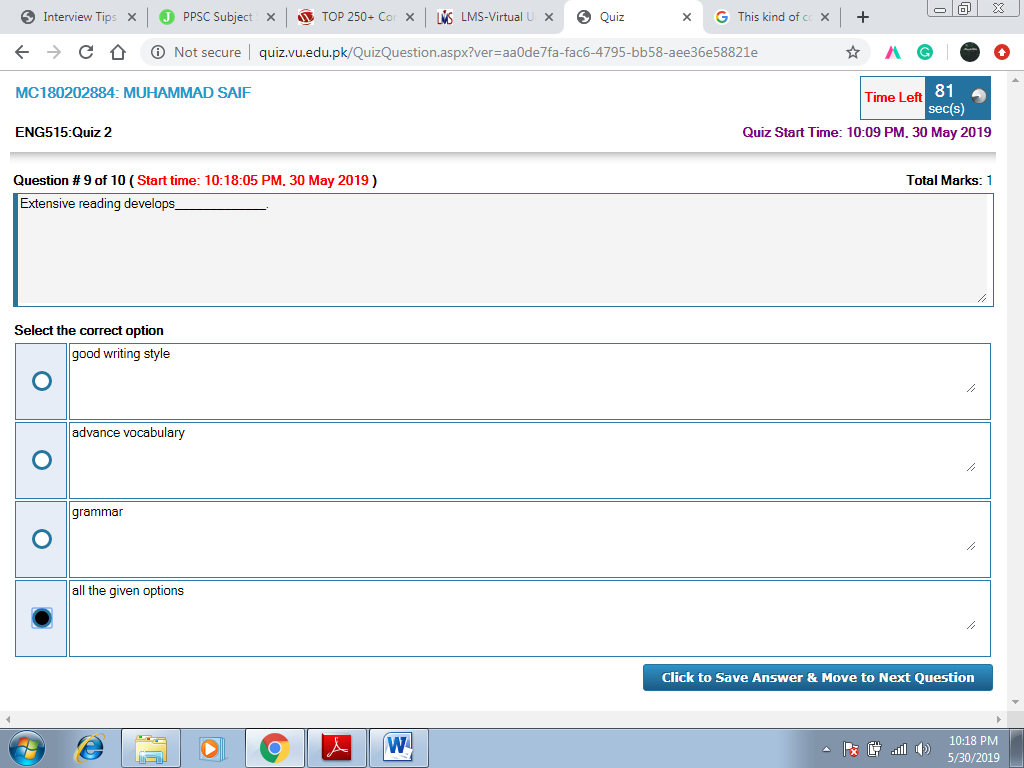 Interview Tips
PPSC Subject
TOP 250+ Co
LMS-Virtual U
Quiz
This kind of c
Not secure | quiz.vu.edu.pk/QuizQuestion.aspx?ver=aa0de7fa-fac6-4795-bb58-aee36e58821e
MC180202884: MUHAMMAD SAIF
Time Left 81 sec(s)
ENG515:Quiz 2
Quiz Start Time: 10:09 PM, 30 May 2019
Question # 9 of 10 ( Start time: 10:18:05 PM, 30 May 2019 )
Total Marks: 1
Extensive reading develops_____________.
Select the correct option
good writing style
advance vocabulary
grammar
all the given options
Click to Save Answer & Move to Next Question
10:18 PM
5/30/2019